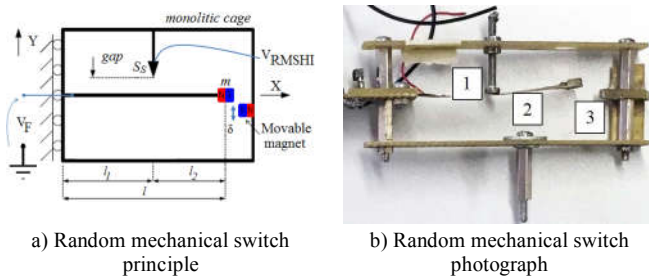 monolitic cage
Y
gap
S_S
V_RMSHI
m
X
δ
Movable
magnet
V_F
l_1
l_2
l
1
2
3
a) Random mechanical switch
principle
b) Random mechanical switch
photograph